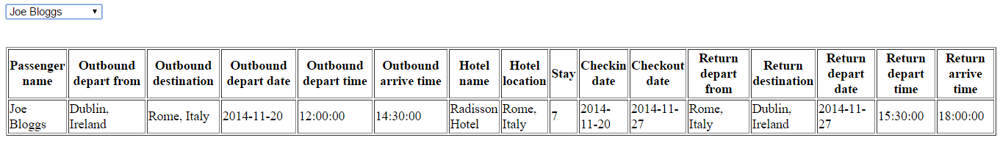 Joe Bloggs
Passenger name
Outbound depart from
Outbound destination
Outbound depart date
Outbound depart time
Outbound arrive time
Hotel name
Hotel location
Stay
Checkin date
Checkout date
Return depart from
Return destination
Return depart date
Return depart time
Return arrive time
Joe Bloggs
Dublin, Ireland
Rome, Italy
2014-11-20
12:00:00
14:30:00
Radisson Hotel
Rome, Italy
7
2014-11-20
2014-11-27
Rome, Italy
Dublin, Ireland
2014-11-27
15:30:00
18:00:00